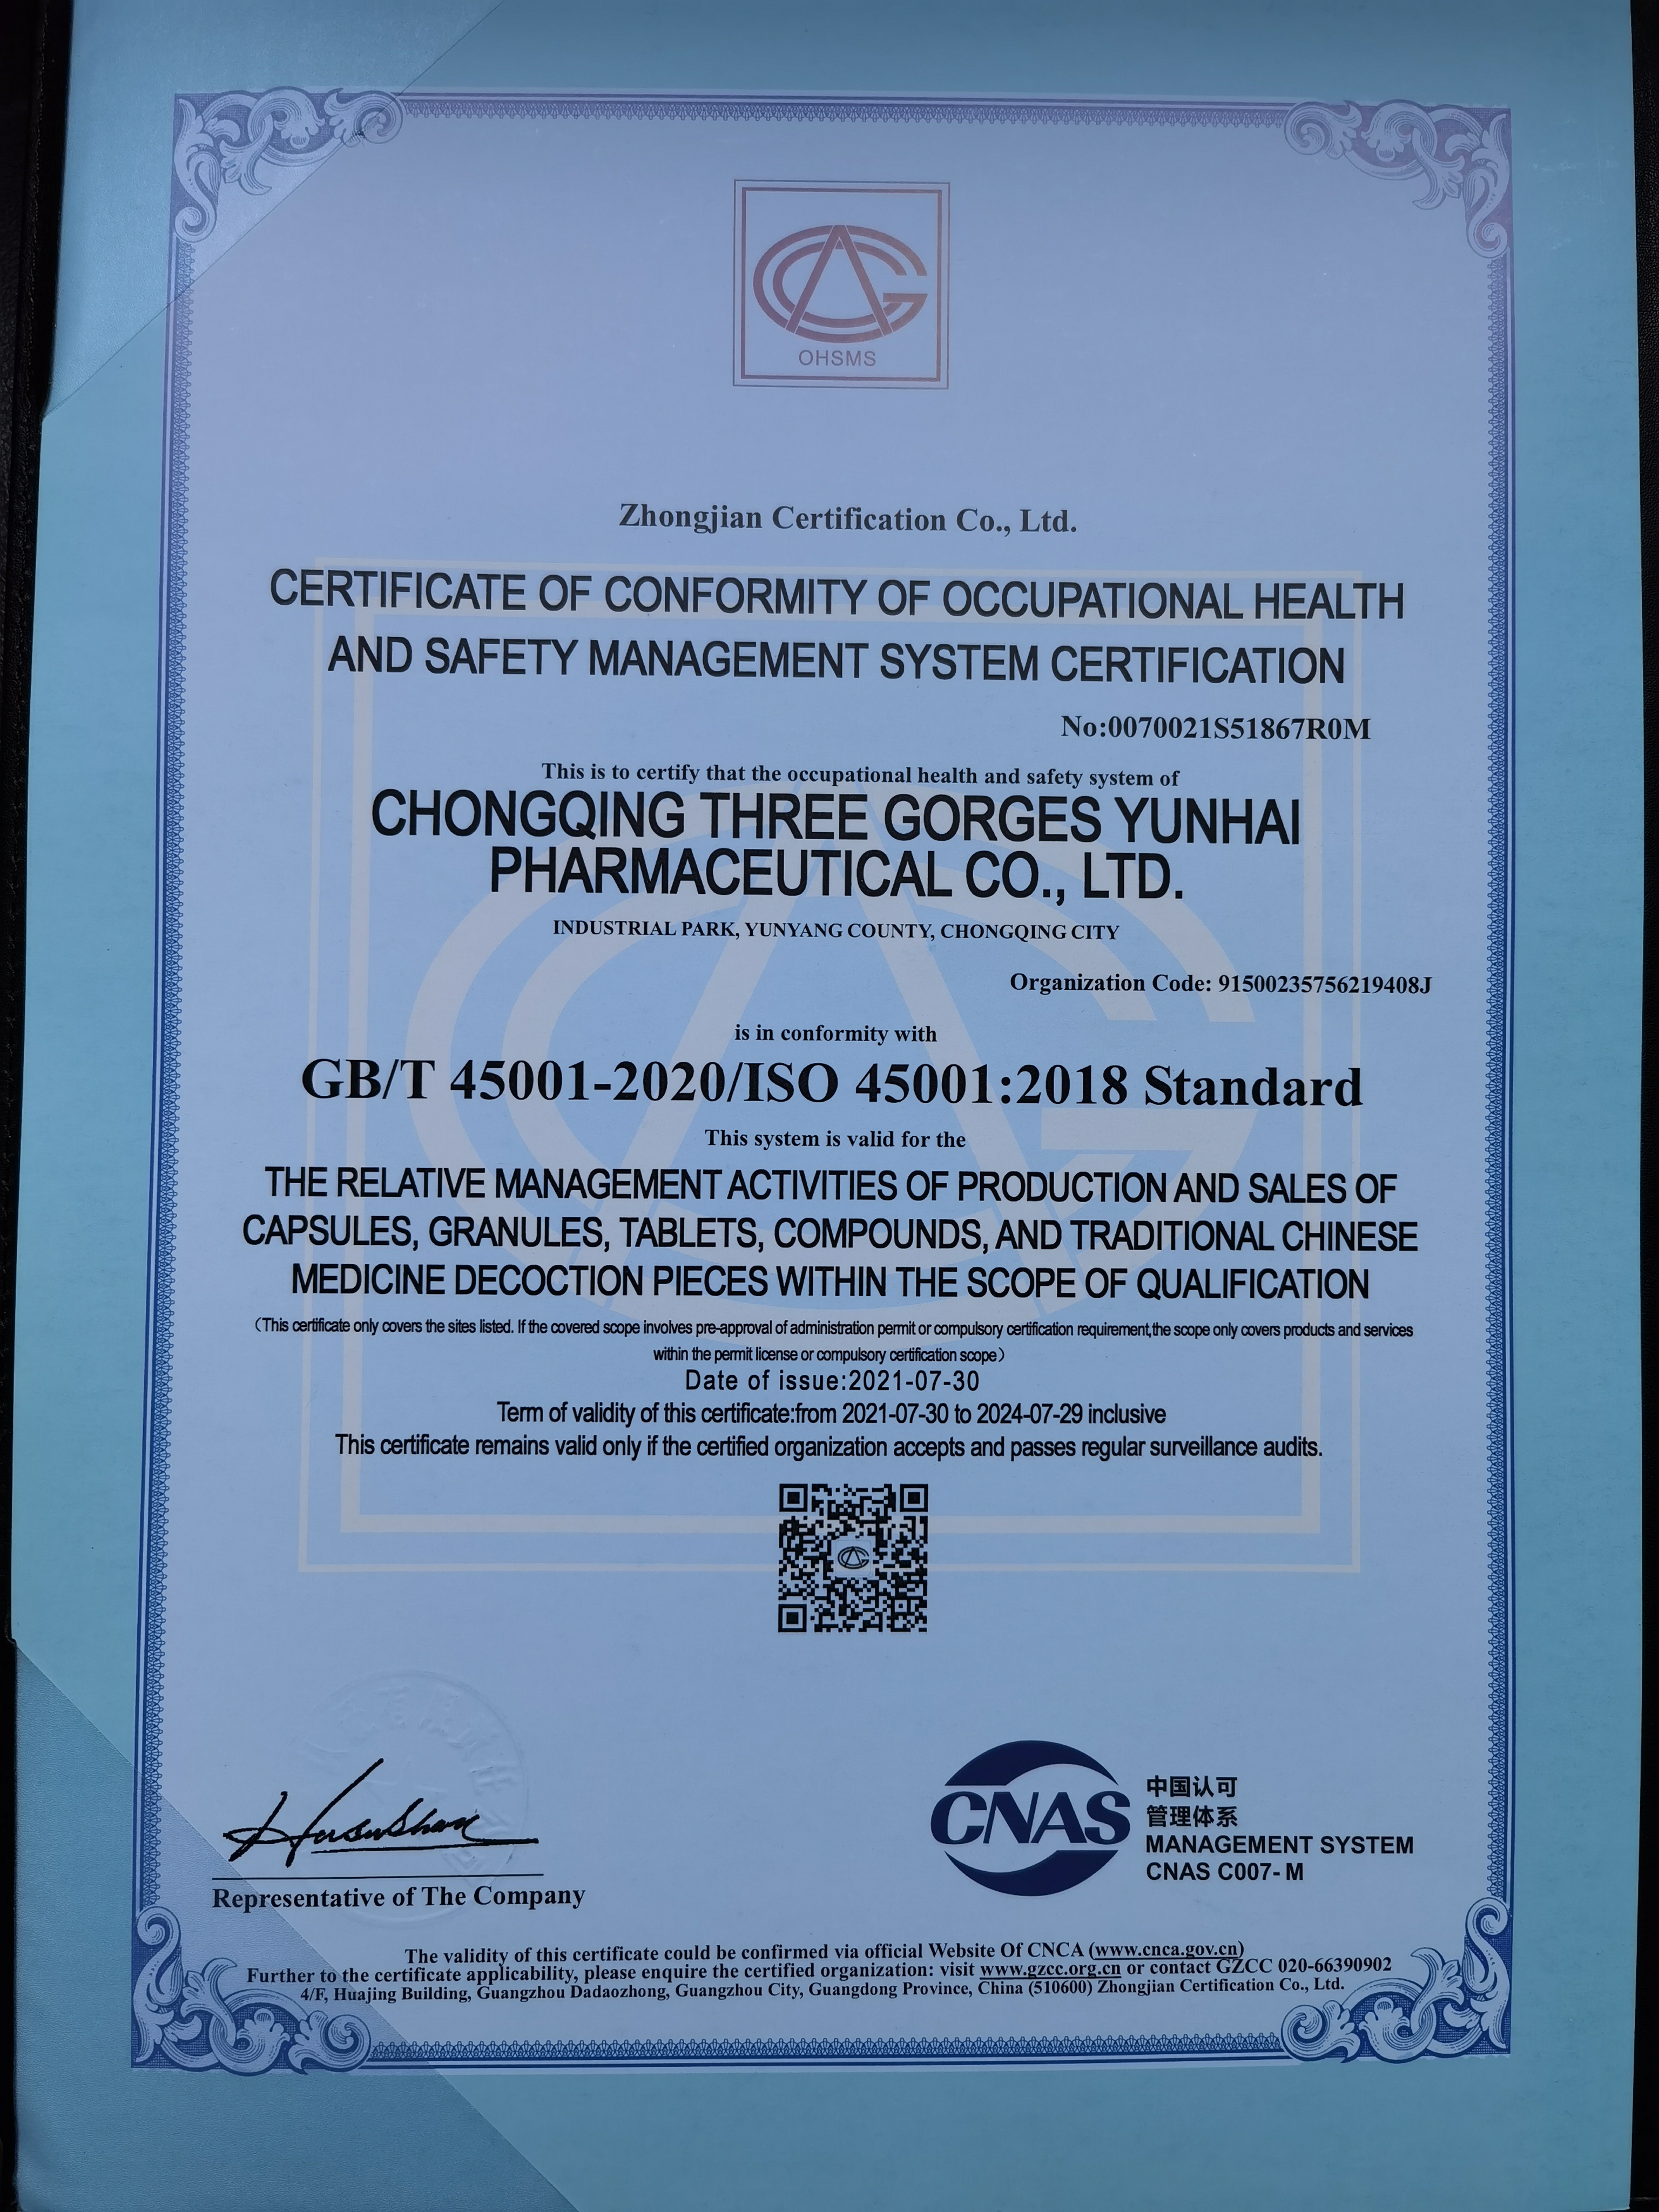 OHSMS
Zhongjian Certification Co., Ltd.
CERTIFICATE OF CONFORMITY OF OCCUPATIONAL HEALTH
AND SAFETY MANAGEMENT SYSTEM CERTIFICATION
No:0070021S51867R0M
This is to certify that the occupational health and safety system of
CHONGQING THREE GORGES YUNHAI
PHARMACEUTICAL CO., LTD.
INDUSTRIAL PARK, YUNYANG COUNTY, CHONGQING CITY
Organization Code: 91500235756219408J
is in conformity with
GB/T 45001-2020/ISO 45001:2018 Standard
This system is valid for the
THE RELATIVE MANAGEMENT ACTIVITIES OF PRODUCTION AND SALES OF
CAPSULES, GRANULES, TABLETS, COMPOUNDS, AND TRADITIONAL CHINESE
MEDICINE DECOCTION PIECES WITHIN THE SCOPE OF QUALIFICATION
（This certificate only covers the sites listed. If the covered scope involves pre-approval of administration permit or compulsory certification requirement,the scope only covers products and services
within the permit license or compulsory certification scope）
Date of issue:2021-07-30
Term of validity of this certificate:from 2021-07-30 to 2024-07-29 inclusive
This certificate remains valid only if the certified organization accepts and passes regular surveillance audits.
Representative of The Company
CNAS
中国认可
管理体系
MANAGEMENT SYSTEM
CNAS C007-M
The validity of this certificate could be confirmed via official Website Of CNCA (www.cnca.gov.cn)
Further to the certificate applicability, please enquire the certified organization: visit www.gzcc.org.cn or contact GZCC 020-66390902
4/F, Huajing Building, Guangzhou Dadaozhong, Guangzhou City, Guangdong Province, China (510600) Zhongjian Certification Co., Ltd.